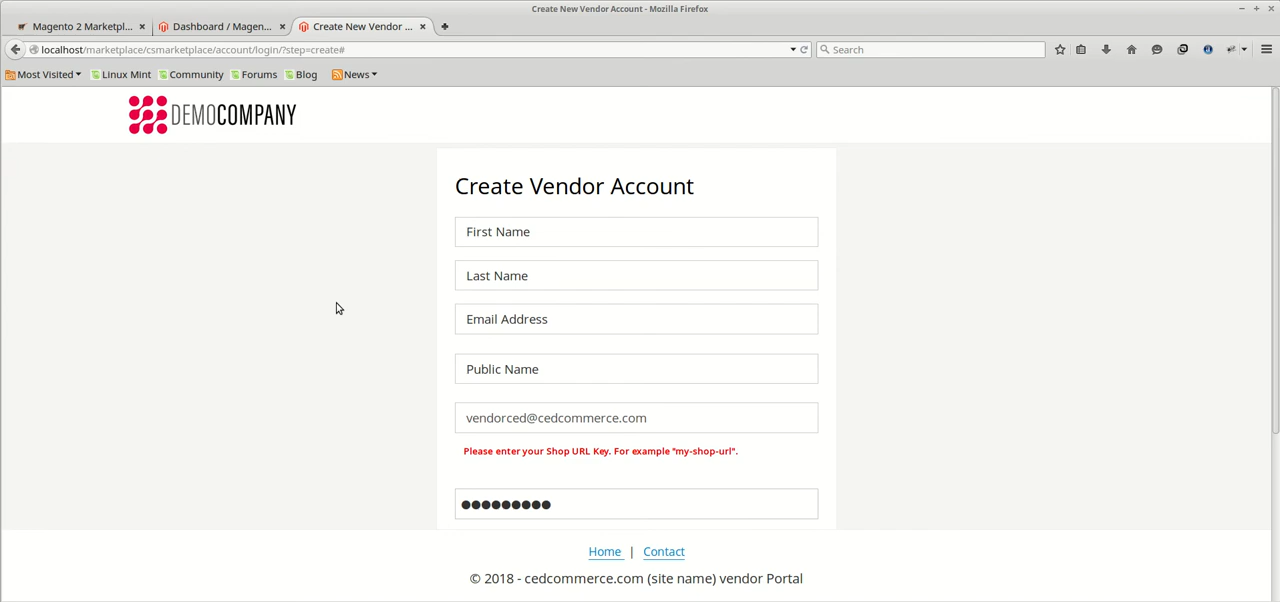 Create New Vendor Account - Mozilla Firefox
Magento 2 Marketpl...
Dashboard / Magen...
Create New Vendor ...
localhost/marketplace/csmarketplace/account/login/?step=create#
Search
Most Visited
Linux Mint
Community
Forums
Blog
News
DEMOCOMPANY
Create Vendor Account
First Name
Last Name
Email Address
Public Name
vendorced@cedcommerce.com
Please enter your Shop URL Key. For example "my-shop-url".
Home | Contact
© 2018 - cedcommerce.com (site name) vendor Portal